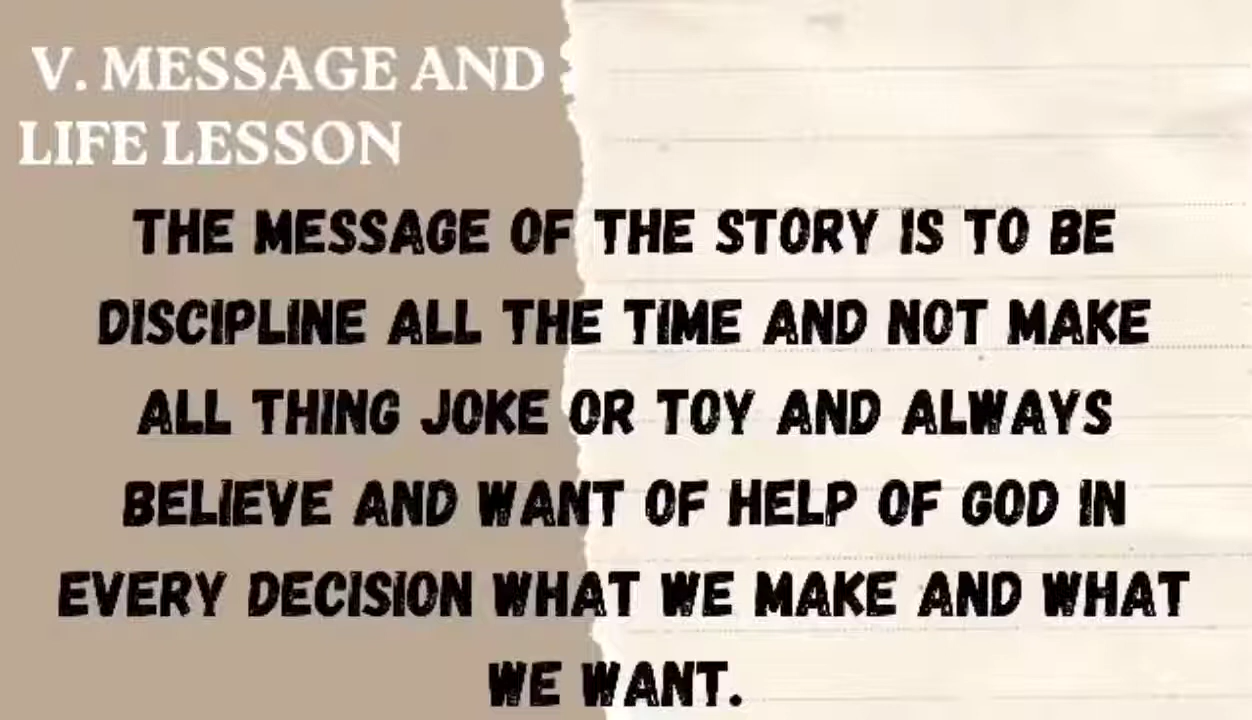 V. MESSAGE AND
LIFE LESSON
THE MESSAGE OF THE STORY IS TO BE
DISCIPLINE ALL THE TIME AND NOT MAKE
ALL THING JOKE OR TOY AND ALWAYS
BELIEVE AND WANT OF HELP OF GOD IN
EVERY DECISION WHAT WE MAKE AND WHAT
WE WANT.